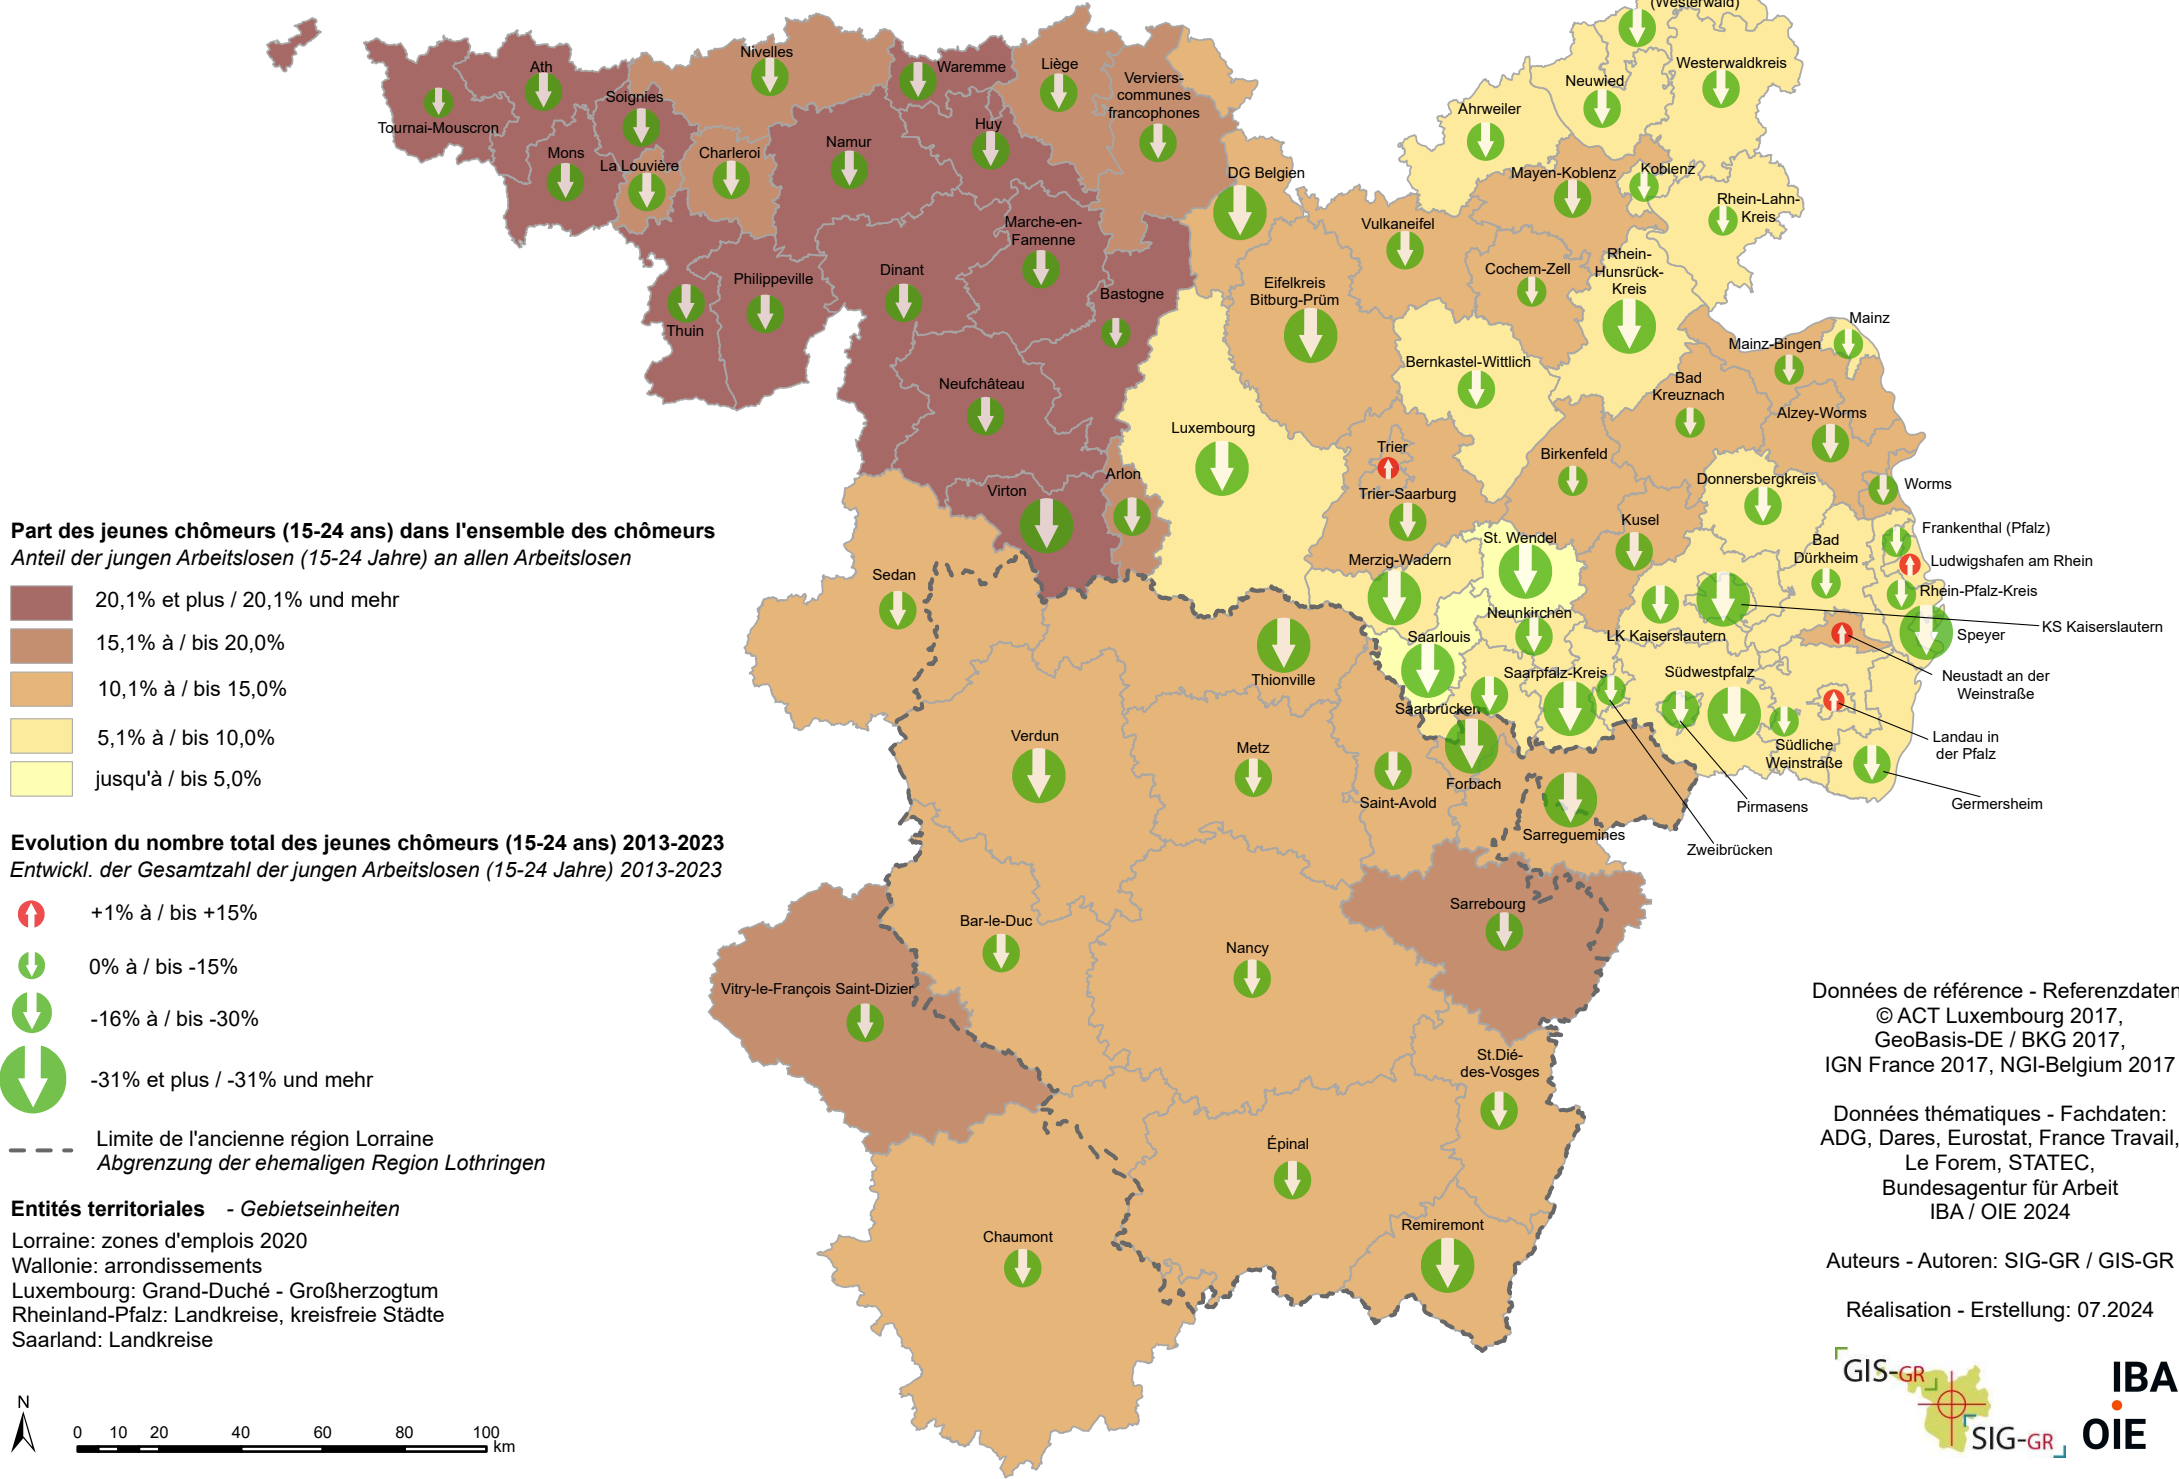 (Westerwald)
Nivelles
Ath
Waremme
Liège
Verviers-
communes
francophones
Soignies
Tournai-Mouscron
Mons
La Louvière
Charleroi
Namur
Huy
DG Belgien
Marche-en-
Famenne
Dinant
Philippeville
Thuin
Bastogne
Neufchâteau
Virton
Arlon
Luxembourg
Westerwaldkreis
Neuwied
Ahrweiler
Mayen-Koblenz
Koblenz
Rhein-Lahn-
Kreis
Vulkaneifel
Cochem-Zell
Rhein-
Hunsrück-
Kreis
Eifelkreis
Bitburg-Prüm
Bernkastel-Wittlich
Mainz
Mainz-Bingen
Bad
Kreuznach
Alzey-Worms
Trier
Trier-Saarburg
Birkenfeld
Donnersbergkreis
Worms
Kusel
Frankenthal (Pfalz)
Ludwigshafen am Rhein
Bad
Dürkheim
Rhein-Pfalz-Kreis
St. Wendel
Merzig-Wadern
Neunkirchen
LK Kaiserslautern
KS Kaiserslautern
Speyer
Saarlouis
Saarpfalz-Kreis
Südwestpfalz
Neustadt an der
Weinstraße
Saarbrücken
Landau in
der Pfalz
Südliche
Weinstraße
Germersheim
Pirmasens
Zweibrücken
Sedan
Thionville
Verdun
Metz
Saint-Avold
Forbach
Sarreguemines
Sarrebourg
Bar-le-Duc
Nancy
Vitry-le-François Saint-Dizier
St.Dié-
des-Vosges
Épinal
Remiremont
Chaumont
Part des jeunes chômeurs (15-24 ans) dans l'ensemble des chômeurs
Anteil der jungen Arbeitslosen (15-24 Jahre) an allen Arbeitslosen
20,1% et plus / 20,1% und mehr
15,1% à / bis 20,0%
10,1% à / bis 15,0%
5,1% à / bis 10,0%
jusqu'à / bis 5,0%
Evolution du nombre total des jeunes chômeurs (15-24 ans) 2013-2023
Entwickl. der Gesamtzahl der jungen Arbeitslosen (15-24 Jahre) 2013-2023
+1% à / bis +15%
0% à / bis -15%
-16% à / bis -30%
-31% et plus / -31% und mehr
Limite de l'ancienne région Lorraine
Abgrenzung der ehemaligen Region Lothringen
Entités territoriales - Gebietseinheiten
Lorraine: zones d'emplois 2020
Wallonie: arrondissements
Luxembourg: Grand-Duché - Großherzogtum
Rheinland-Pfalz: Landkreise, kreisfreie Städte
Saarland: Landkreise
N
0 10 20 40 60 80 100
km
Données de référence - Referenzdaten
© ACT Luxembourg 2017,
GeoBasis-DE / BKG 2017,
IGN France 2017, NGI-Belgium 2017
Données thématiques - Fachdaten:
ADG, Dares, Eurostat, France Travail,
Le Forem, STATEC,
Bundesagentur für Arbeit
IBA / OIE 2024
Auteurs - Autoren: SIG-GR / GIS-GR
Réalisation - Erstellung: 07.2024
GIS-GR
SIG-GR
IBA
OIE